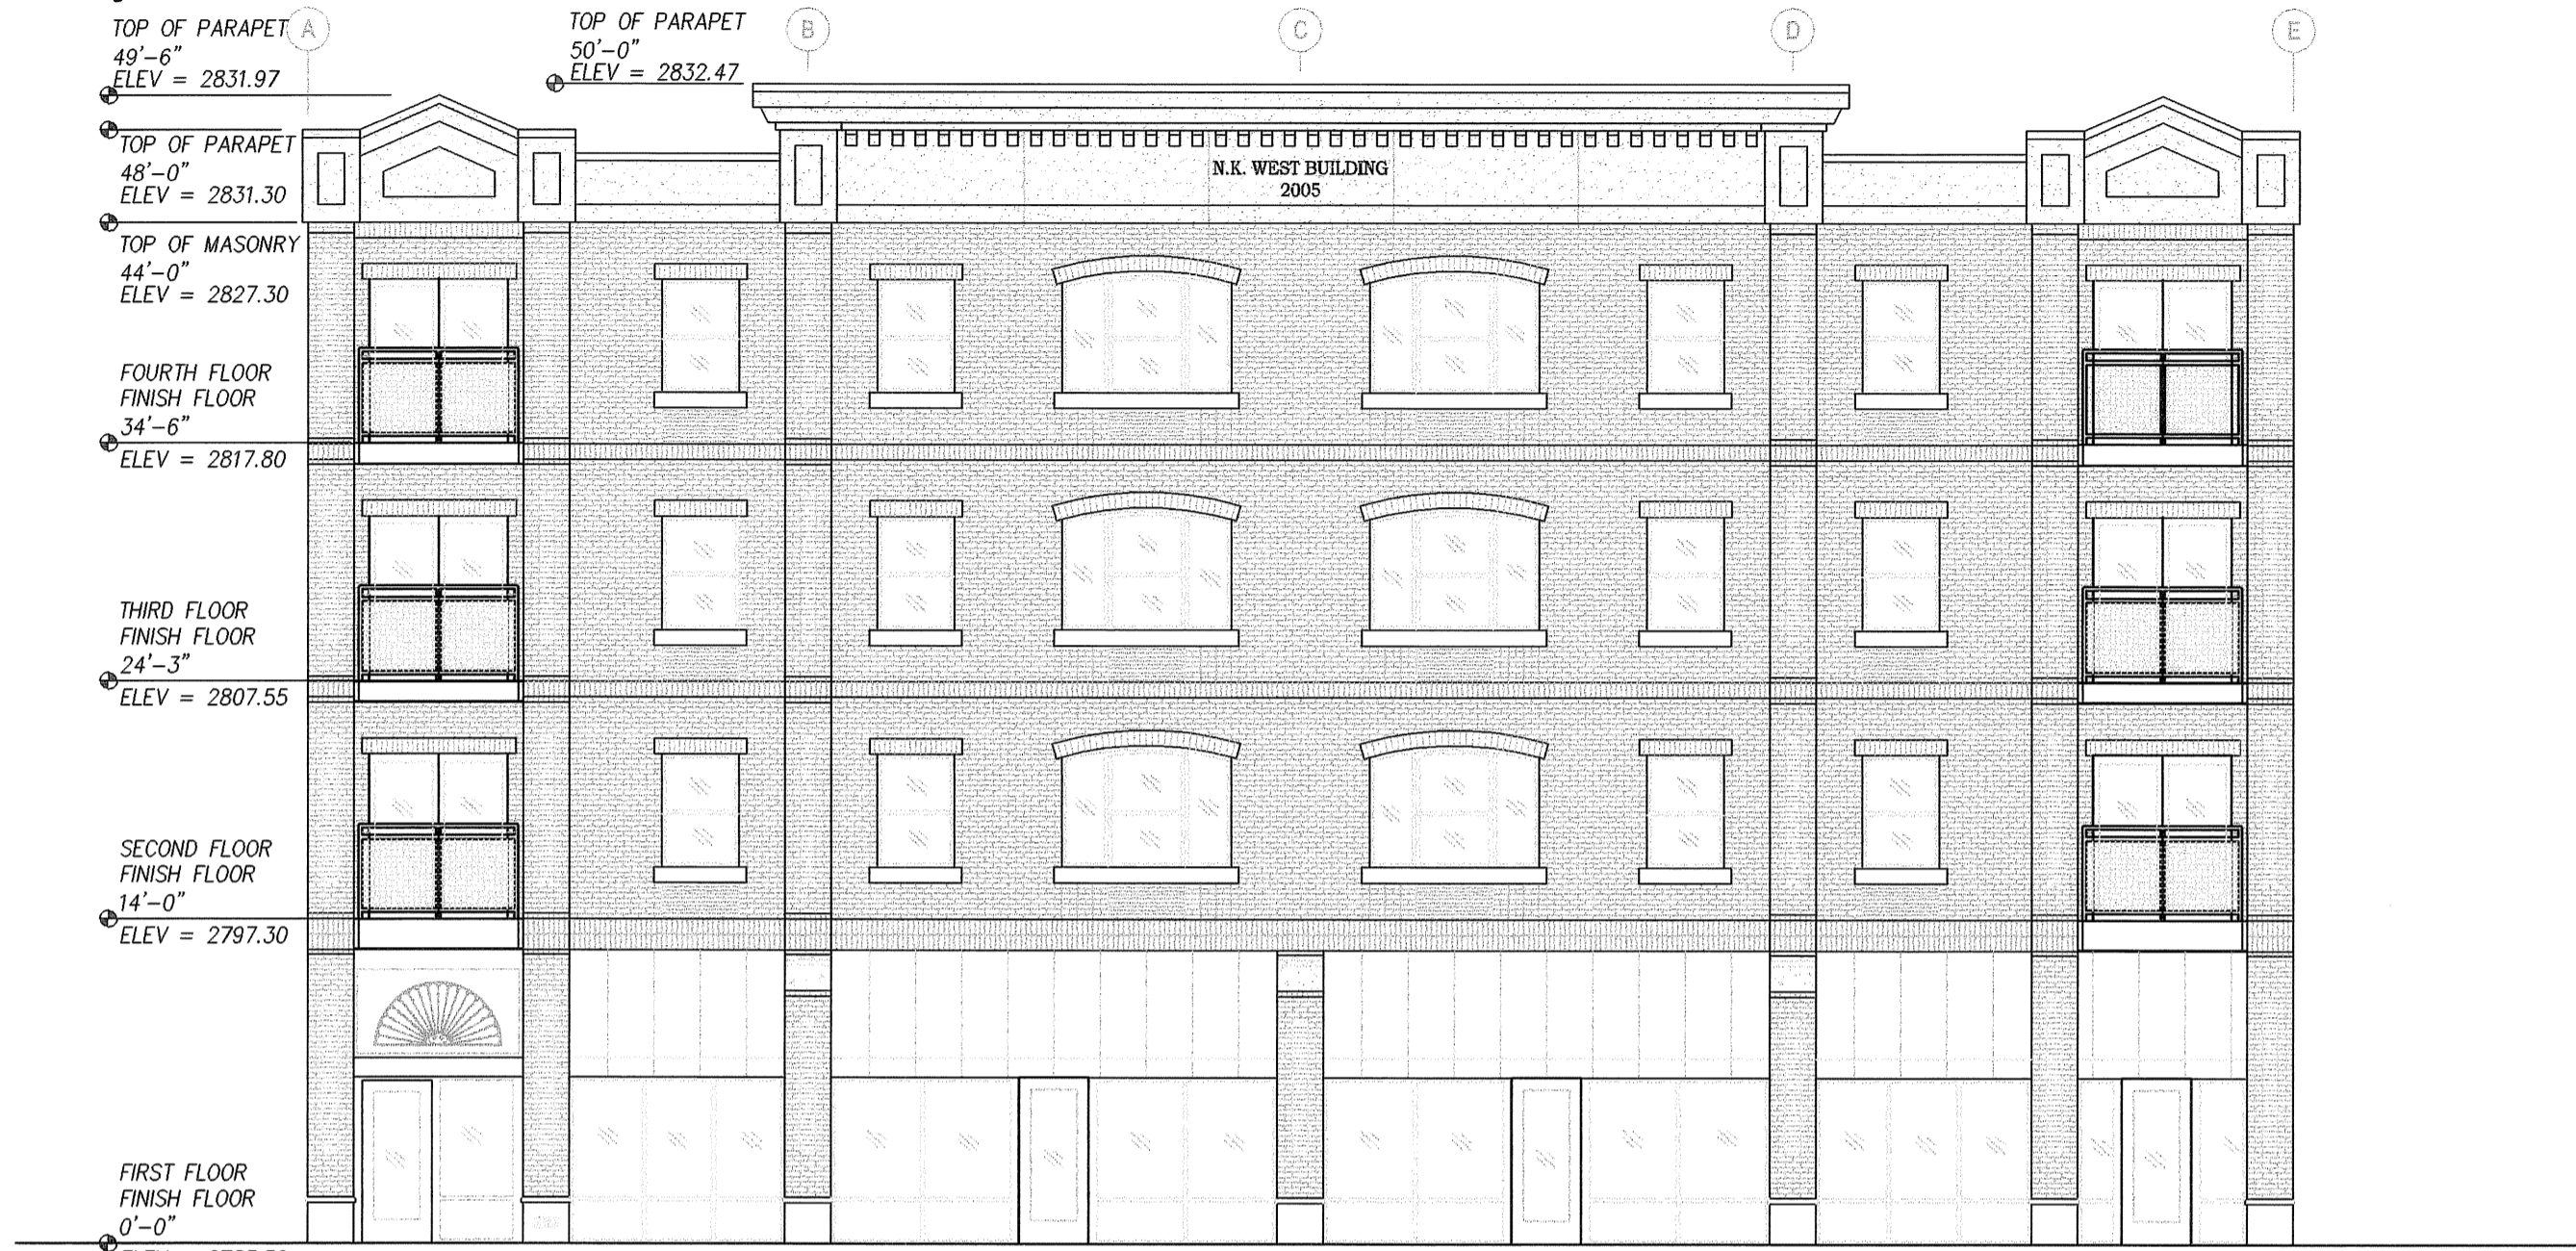 TOP OF PARAPET
49'-6"
ELEV = 2831.97
A
TOP OF PARAPET
50'-0"
ELEV = 2832.47
B
C
D
E
TOP OF PARAPET
48'-0"
ELEV = 2831.30
N.K. WEST BUILDING
2005
TOP OF MASONRY
44'-0"
ELEV = 2827.30
FOURTH FLOOR
FINISH FLOOR
34'-6"
ELEV = 2817.80
THIRD FLOOR
FINISH FLOOR
24'-3"
ELEV = 2807.55
SECOND FLOOR
FINISH FLOOR
14'-0"
ELEV = 2797.30
FIRST FLOOR
FINISH FLOOR
0'-0"